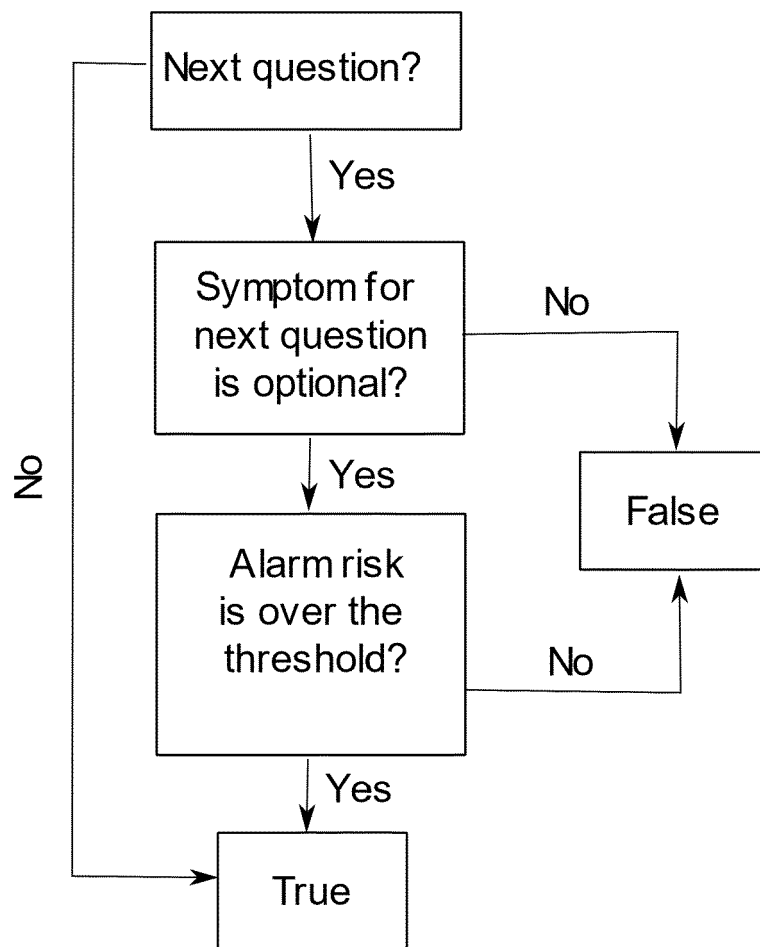 Next question?
Yes
Symptom for
next question
is optional?
No
Yes
No
False
Alarm risk
is over the
threshold?
No
Yes
True